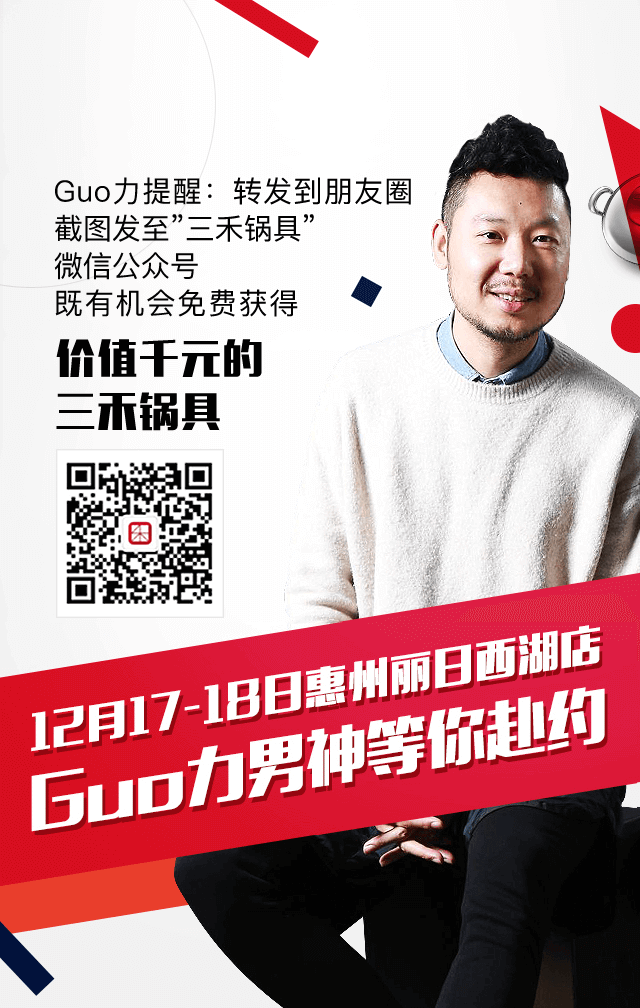 Guo力提醒：转发到朋友圈
截图发至”三禾锅具”
微信公众号
既有机会免费获得
价值千元的
三禾锅具
12月17-18日惠州丽日西湖店
Guo力男神等你赴约